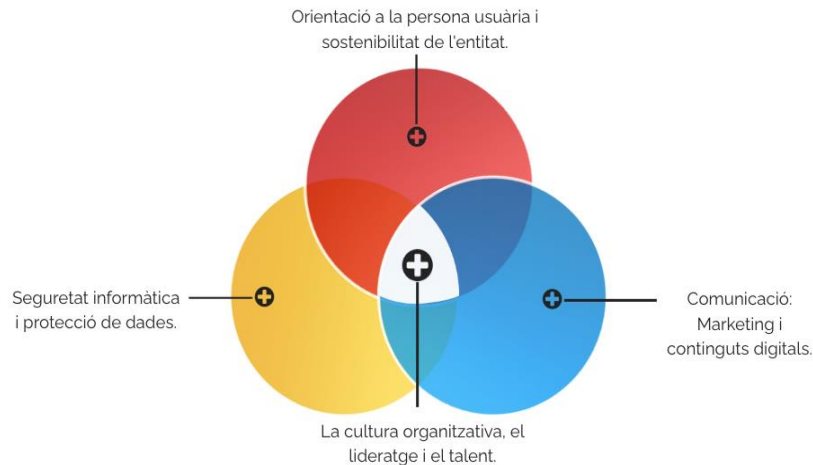 Orientació a la persona usuària i
sostenibilitat de l'entitat.
Seguretat informàtica
i protecció de dades.
Comunicació:
Marketing i
continguts digitals.
La cultura organitzativa, el
lideratge i el talent.